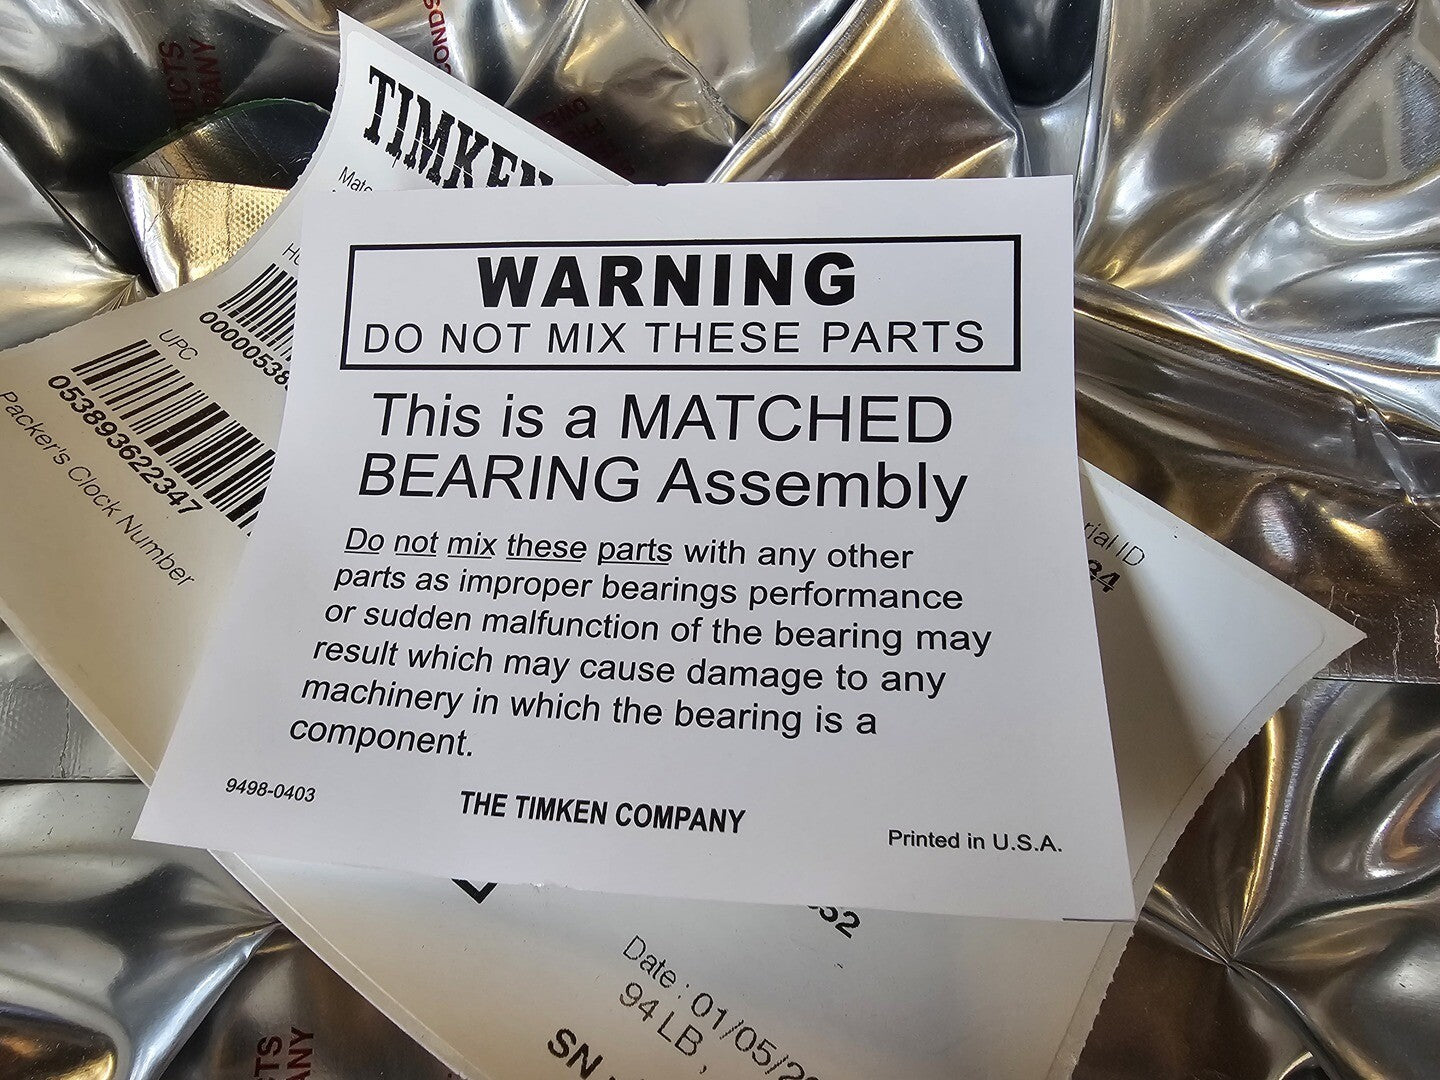 TIMKEN
UPC
053893622347
Packer's Clock Number
WARNING
DO NOT MIX THESE PARTS
This is a MATCHED
BEARING Assembly
Do not mix these parts with any other
parts as improper bearings performance
or sudden malfunction of the bearing may
result which may cause damage to any
machinery in which the bearing is a
component.
9498-0403
THE TIMKEN COMPANY
Printed in U.S.A.
ID
Date: 01/05/
94 LB,
SN